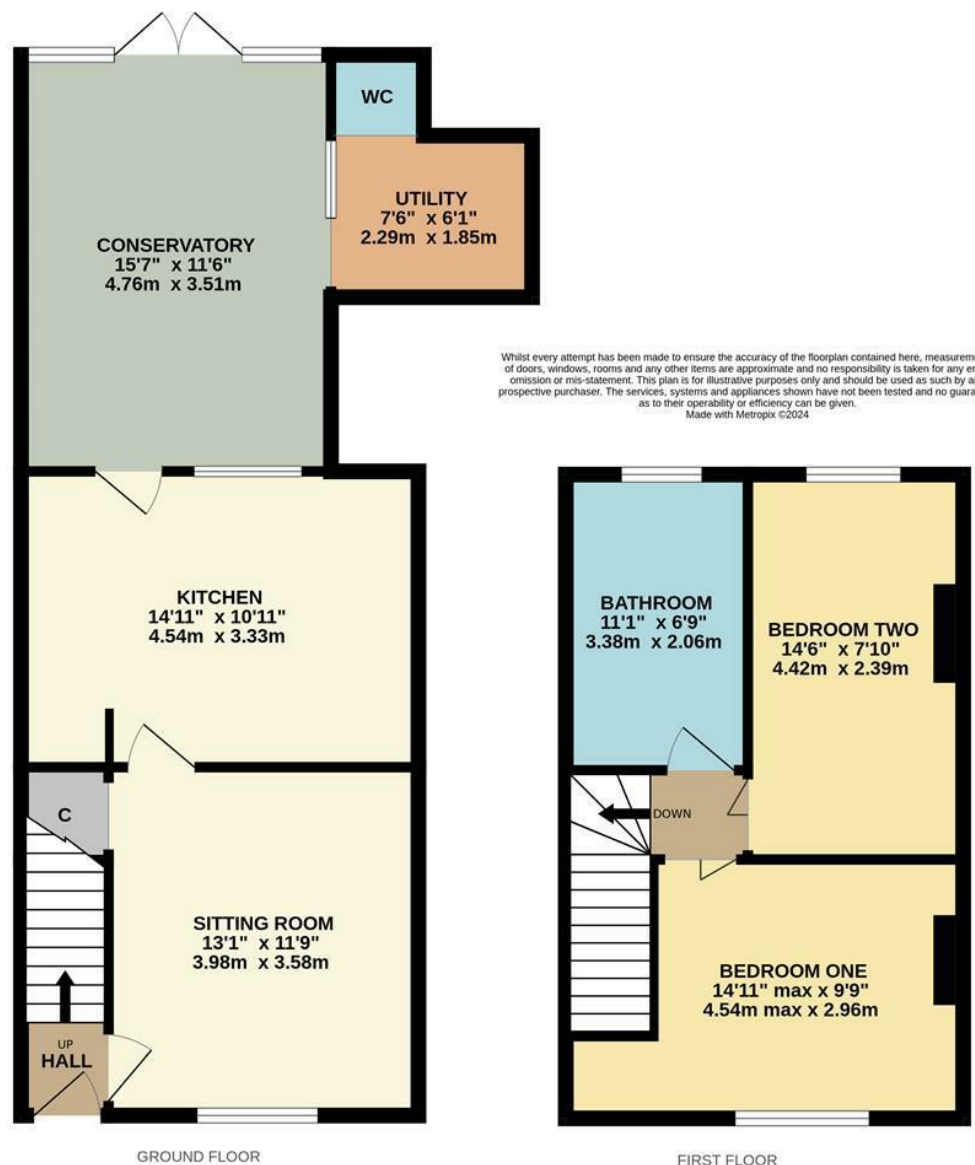 WC
UTILITY
7'6" x 6'1"
2.29m x 1.85m
CONSERVATORY
15'7" x 11'6"
4.76m x 3.51m
Whilst every attempt has been made to ensure the accuracy of the floorplan contained here,
of doors, windows, rooms and any other items are approximate and no responsibility is taken for any
omission or mis-statement. This plan is for illustrative purposes only and should be used as such by
prospective purchaser. The services, systems and appliances shown have not been tested and no
as to their operability or efficiency can be given.
Made with Metropix ©2024
KITCHEN
14'11" x 10'11"
4.54m x 3.33m
C
SITTING ROOM
13'1" x 11'9"
3.98m x 3.58m
UP
HALL
GROUND FLOOR
BATHROOM
11'1" x 6'9"
3.38m x 2.06m
BEDROOM TWO
14'6" x 7'10"
4.42m x 2.39m
DOWN
BEDROOM ONE
14'11" max x 9'9"
4.54m max x 2.96m
FIRST FLOOR